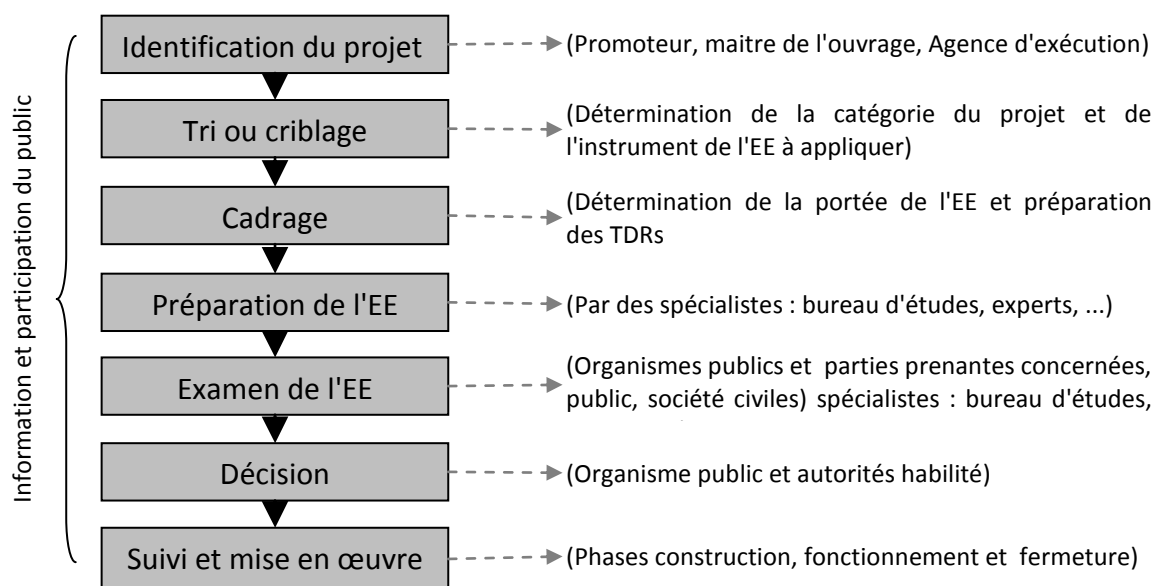 Information et participation du public
Identification du projet
(Promoteur, maitre de l'ouvrage, Agence d'exécution)
Tri ou criblage
(Détermination de la catégorie du projet et de
l'instrument de l'EE à appliquer)
Cadrage
(Détermination de la portée de l'EE et préparation
des TDRs
Préparation de l'EE
(Par des spécialistes : bureau d'études, experts, ...)
Examen de l'EE
(Organismes publics et parties prenantes concernées,
public, société civiles) spécialistes : bureau d'études,
Décision
(Organisme public et autorités habilité)
Suivi et mise en œuvre
(Phases construction, fonctionnement et fermeture)